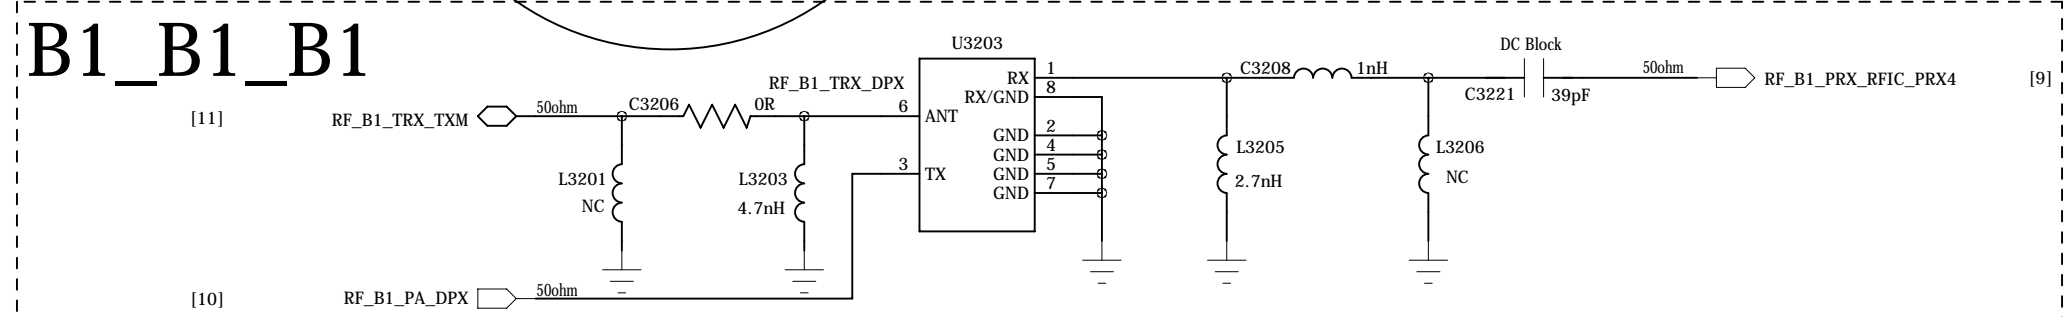 B1_B1_B1
U3203
DC Block
RF_B1_TRX_DPX
RX 1
C3208 1nH
50ohm
RF_B1_PRX_RFIC_PRX4 [9]
RX/GND 8
C3221 39pF
[11] RF_B1_TRX_TXM 50ohm C3206 0R 6 ANT
GND 2
GND 4
GND 5
GND 7
3 TX
L3201
NC
L3203
4.7nH
L3205
2.7nH
L3206
NC
[10] RF_B1_PA_DPX 50ohm